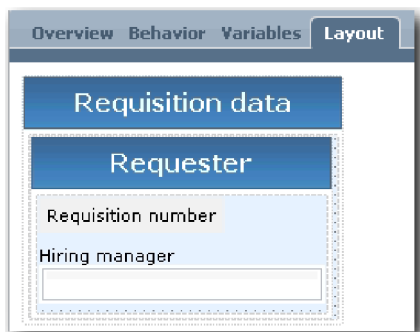 Overview Behavior Variables Layout
Requisition data
Requester
Requisition number
Hiring manager